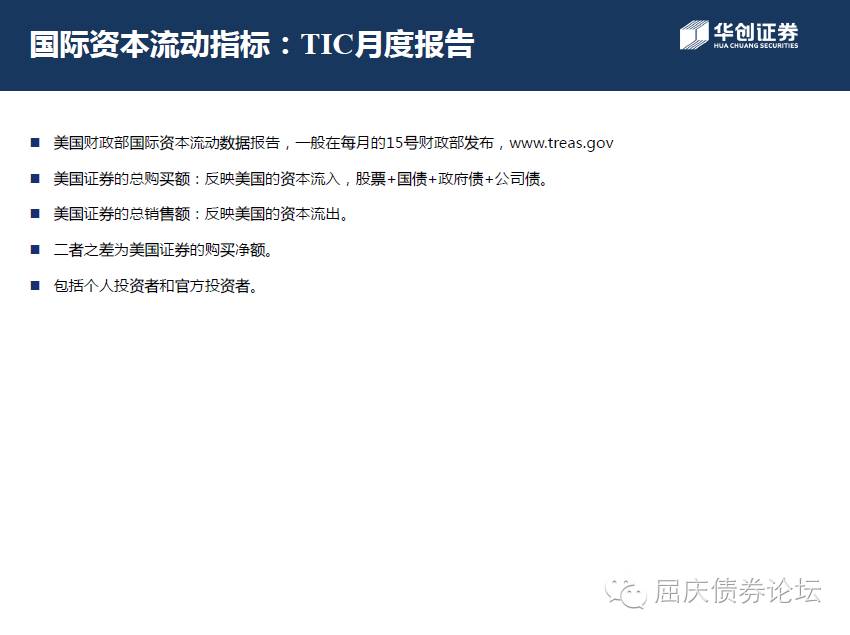 国际资本流动指标：TIC月度报告
华创证券
HUA CHUANG SECURITIES
美国财政部国际资本流动数据报告，一般在每月的15号财政部发布，www.treas.gov
美国证券的总购买额：反映美国的资本流入，股票+国债+政府债+公司债。
美国证券的总销售额：反映美国的资本流出。
二者之差为美国证券的购买净额。
包括个人投资者和官方投资者。
屈庆债券论坛